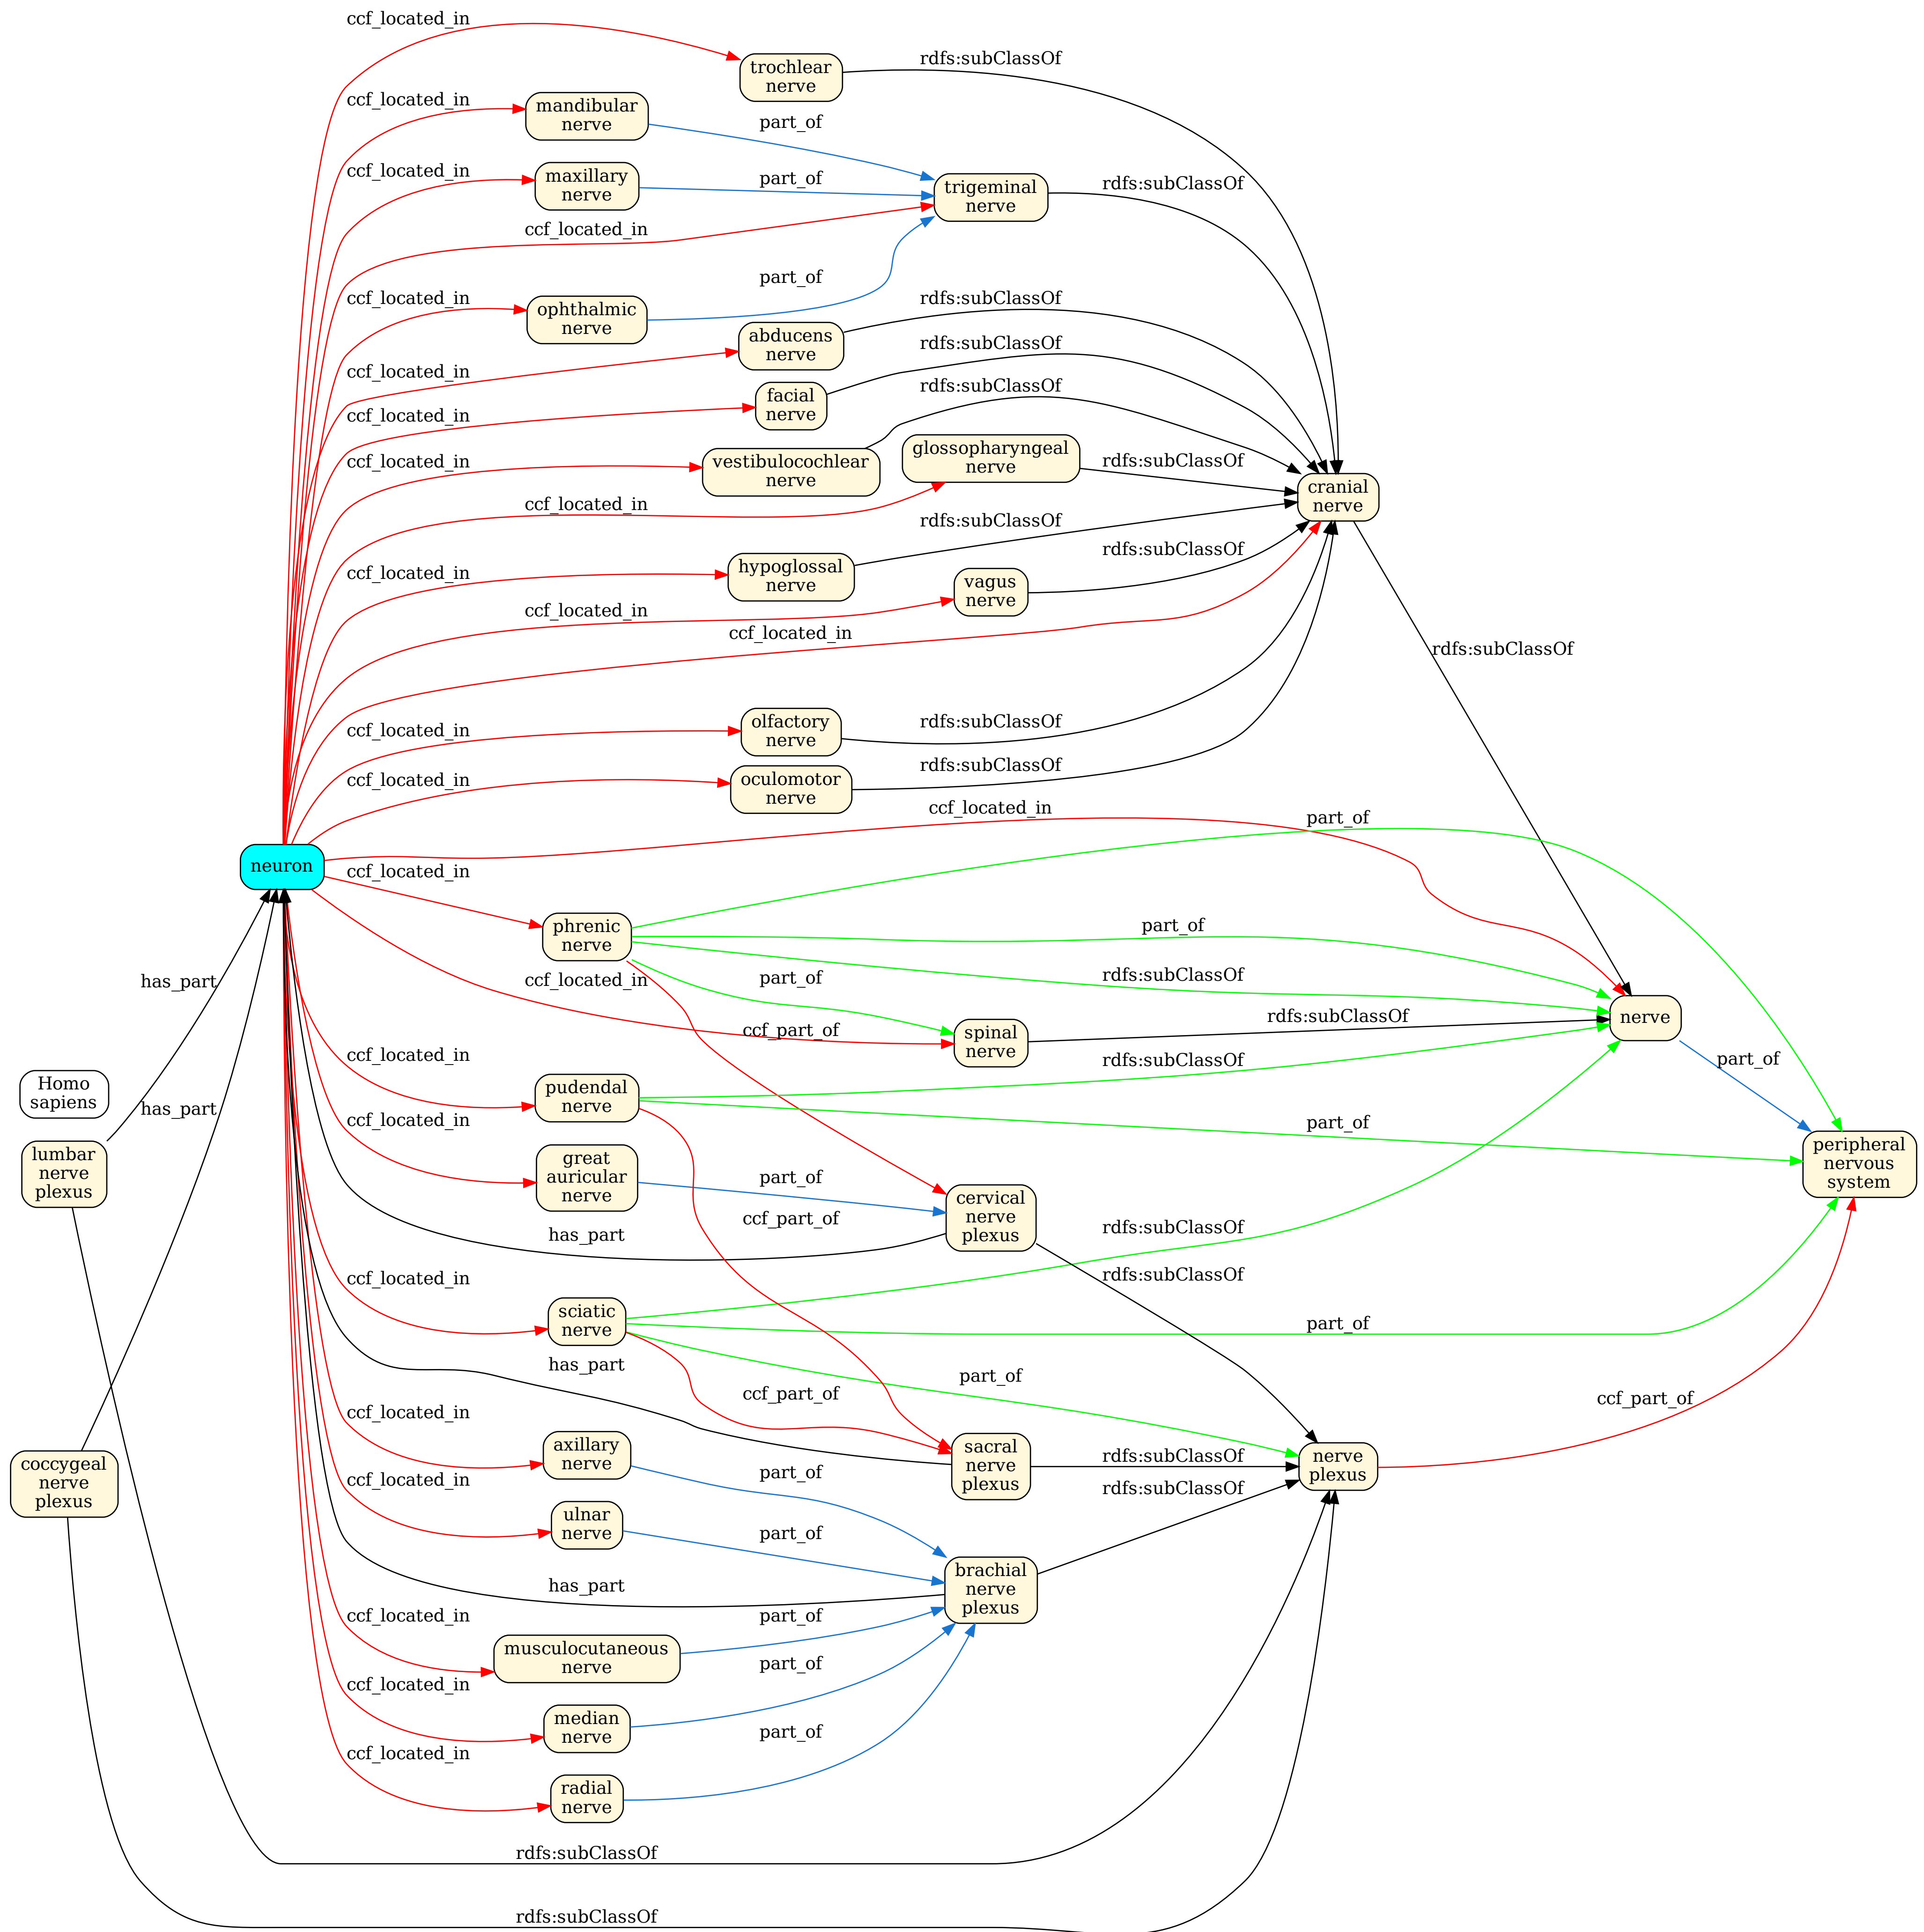 ccf_located_in
trochlear
nerve
rdfs:subClassOf
ccf_located_in
mandibular
nerve
part_of
ccf_located_in
maxillary
nerve
part_of
trigeminal
nerve
rdfs:subClassOf
ccf_located_in
ccf_located_in
ophthalmic
nerve
part_of
abducens
nerve
rdfs:subClassOf
ccf_located_in
facial
nerve
rdfs:subClassOf
ccf_located_in
vestibulocochlear
nerve
rdfs:subClassOf
ccf_located_in
glossopharyngeal
nerve
rdfs:subClassOf
cranial
nerve
ccf_located_in
rdfs:subClassOf
ccf_located_in
hypoglossal
nerve
rdfs:subClassOf
vagus
nerve
ccf_located_in
ccf_located_in
rdfs:subClassOf
ccf_located_in
olfactory
nerve
rdfs:subClassOf
ccf_located_in
oculomotor
nerve
rdfs:subClassOf
ccf_located_in
part_of
neuron
ccf_located_in
phrenic
nerve
part_of
rdfs:subClassOf
has_part
ccf_located_in
part_of
ccf_part_of
spinal
nerve
rdfs:subClassOf
nerve
part_of
ccf_located_in
pudendal
nerve
rdfs:subClassOf
Homo
sapiens
has_part
ccf_located_in
part_of
peripheral
nervous
system
lumbar
nerve
plexus
great
auricular
nerve
part_of
cervical
nerve
plexus
ccf_part_of
has_part
rdfs:subClassOf
rdfs:subClassOf
ccf_located_in
sciatic
nerve
part_of
has_part
part_of
ccf_part_of
ccf_part_of
ccf_located_in
axillary
nerve
part_of
sacral
nerve
plexus
rdfs:subClassOf
nerve
plexus
coccygeal
nerve
plexus
ccf_located_in
rdfs:subClassOf
ulnar
nerve
part_of
has_part
brachial
nerve
plexus
ccf_located_in
musculocutaneous
nerve
part_of
ccf_located_in
part_of
median
nerve
ccf_located_in
part_of
radial
nerve
rdfs:subClassOf
rdfs:subClassOf